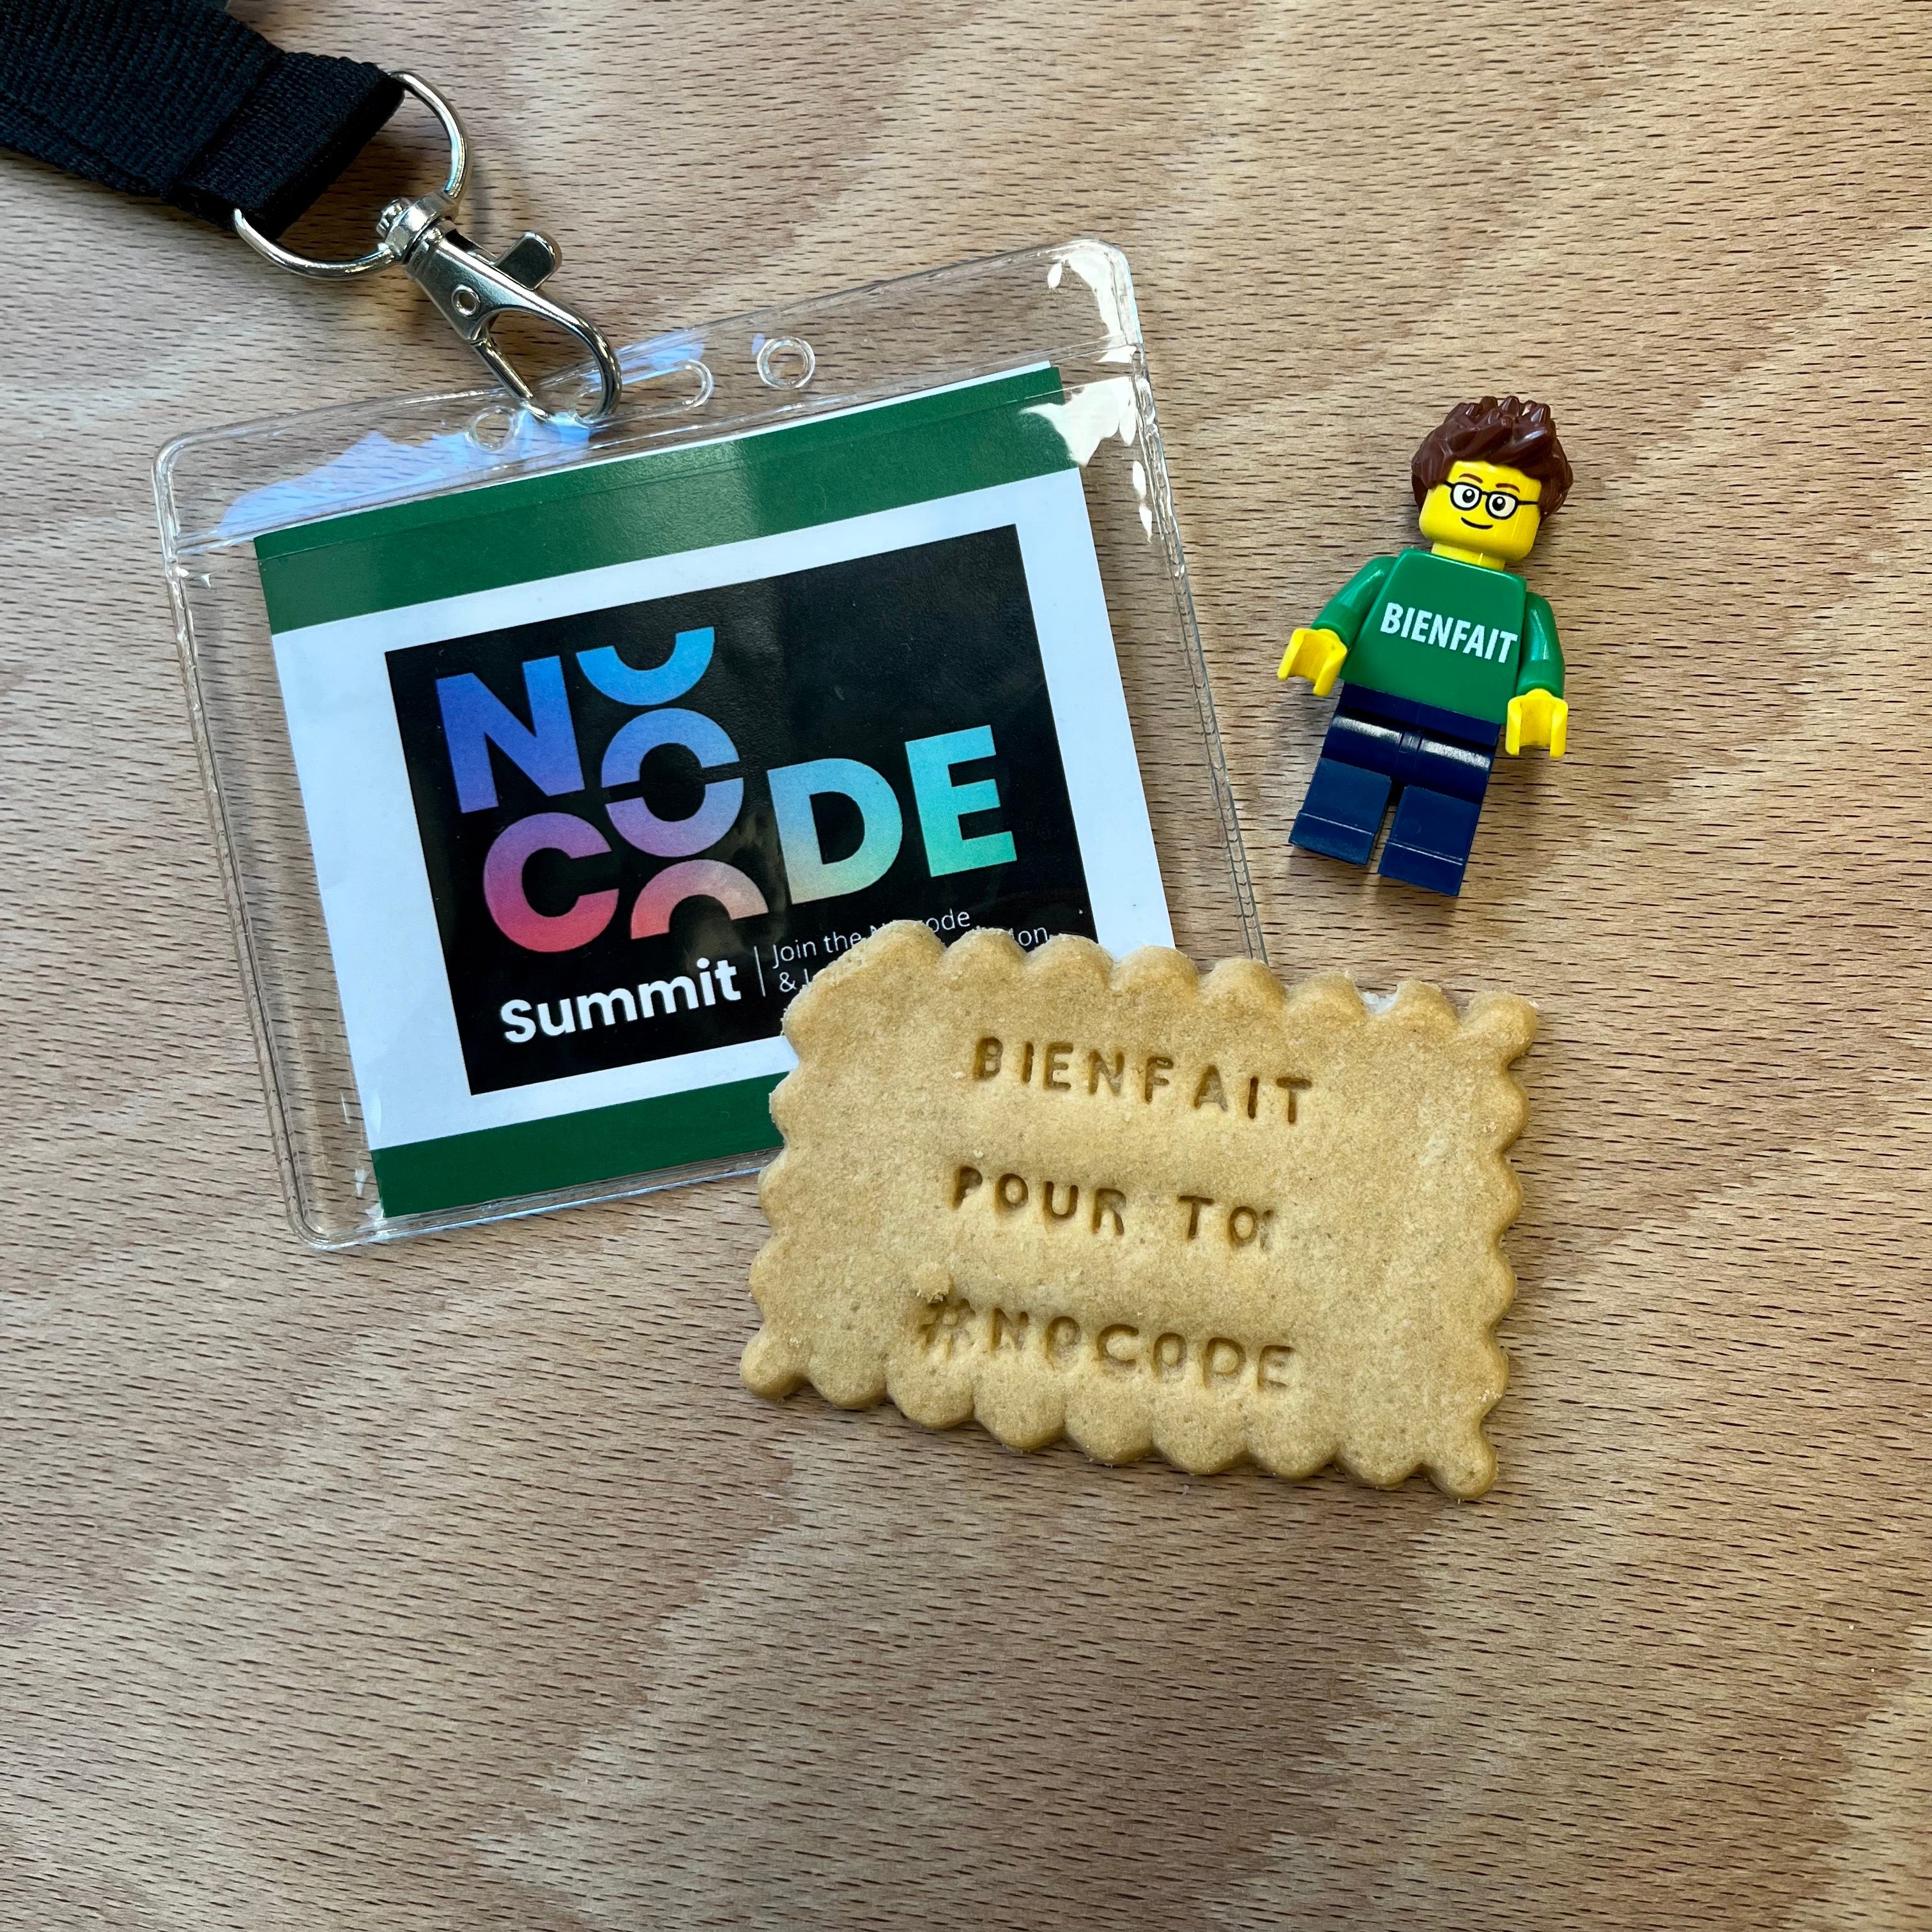 NO
CODE
Summit
Join the
&
BIENFAIT
BIENFAIT
POUR TOI
#NOCODE